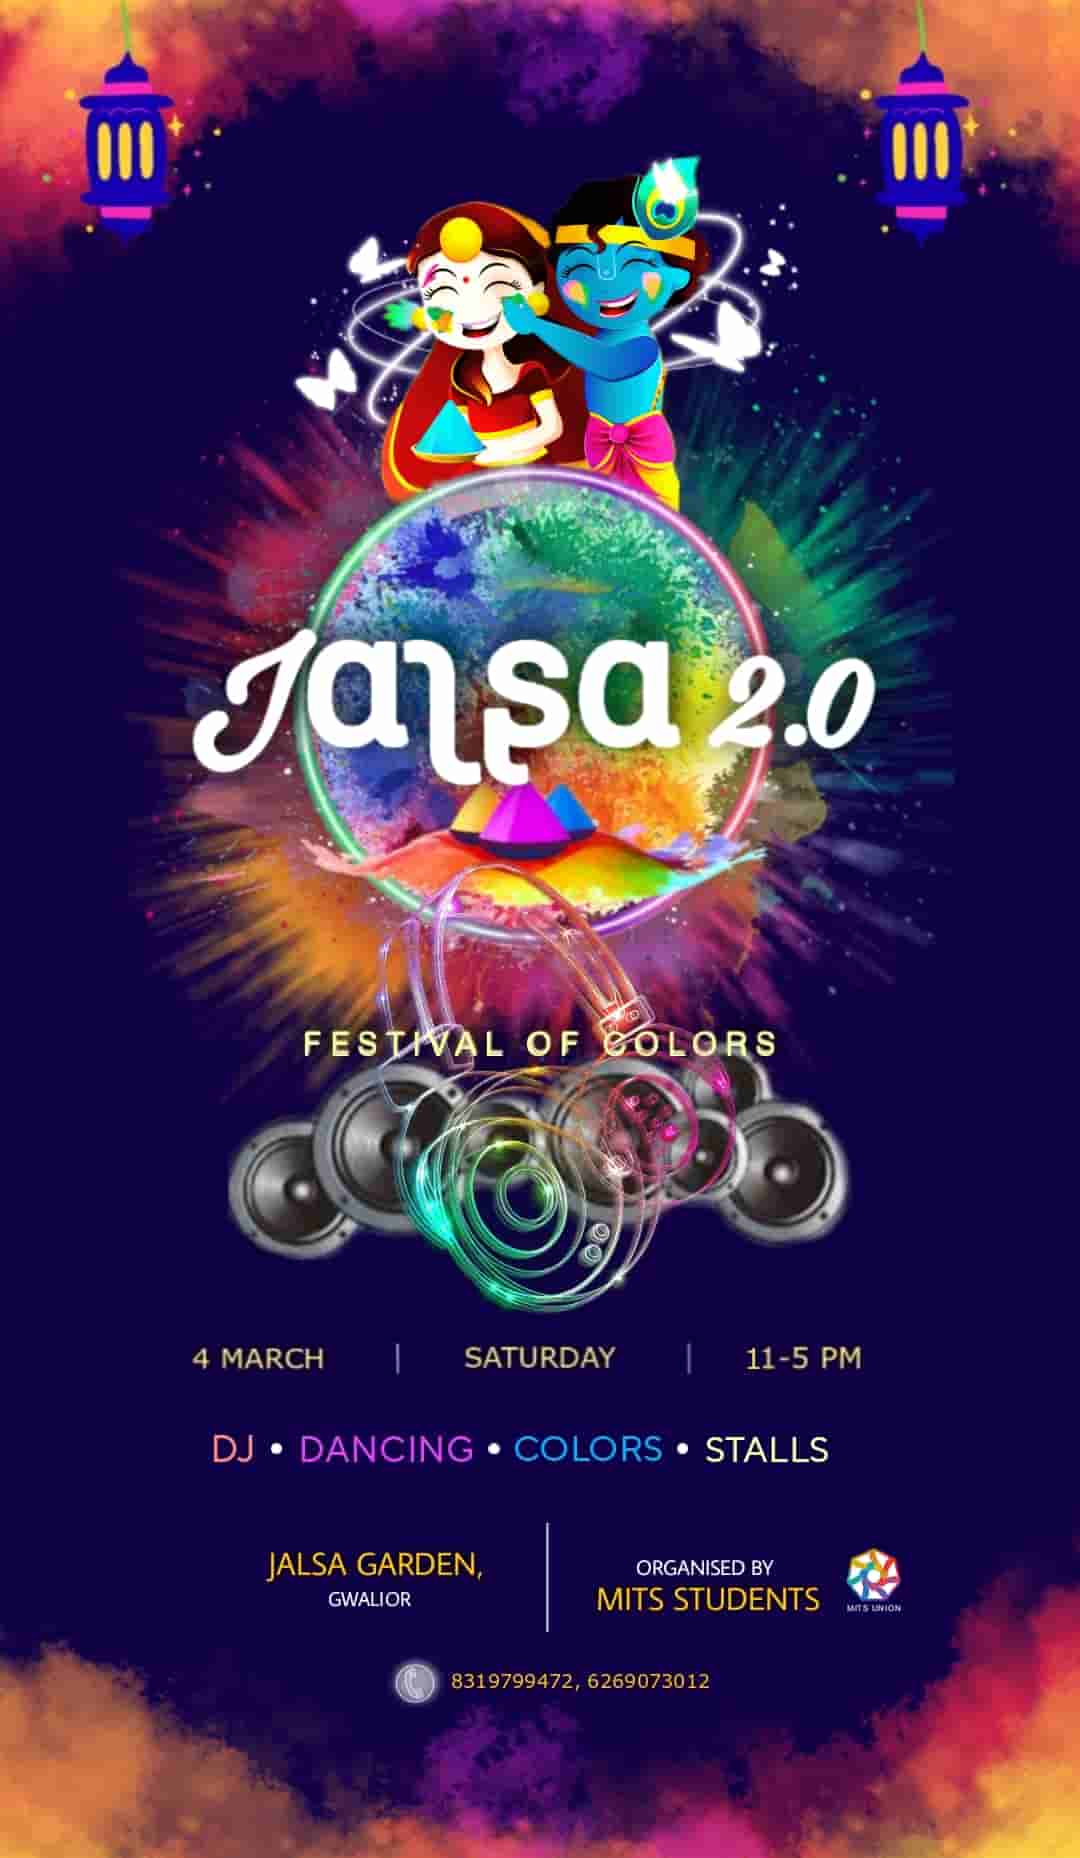 Jalsa 2.0
FESTIVAL OF COLORS
4 MARCH | SATURDAY | 11-5 PM
DJ • DANCING • COLORS • STALLS
JALSA GARDEN,
GWALIOR
ORGANISED BY
MITS STUDENTS
MITS UNION
8319799472, 6269073012